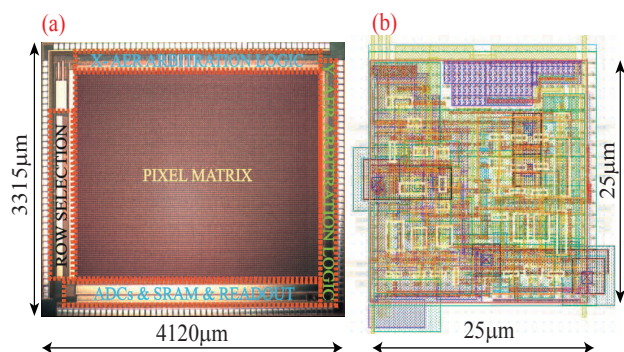 (a)
(b)
X- AER ARBITRATION LOGIC
Y- AER ARBITRATION LOGIC
ROW SELECTION
PIXEL MATRIX
ADCs & SRAM & READOUT
3315μm
4120μm
25μm
25μm